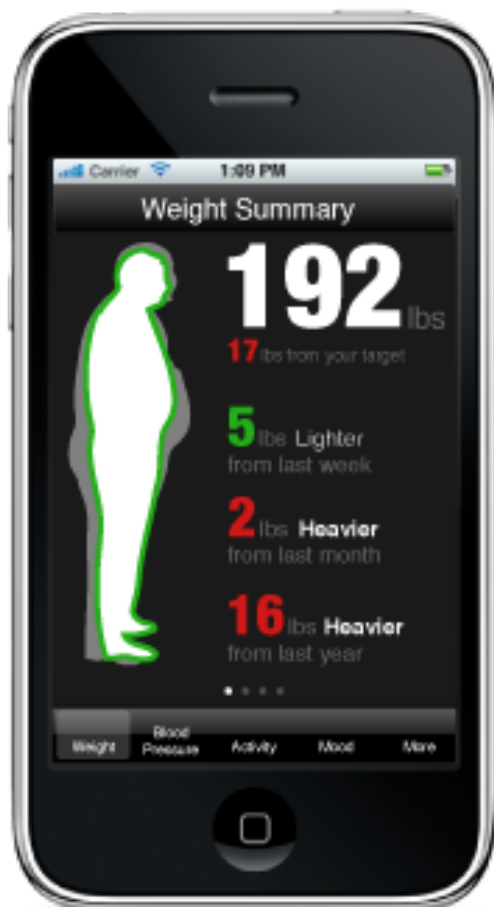 Carrier 1:09 PM
Weight Summary
192 lbs
17 lbs from your target
5 lbs Lighter
from last week
2 lbs Heavier
from last month
16 lbs Heavier
from last year
Weight Blood Pressure Activity Mood More